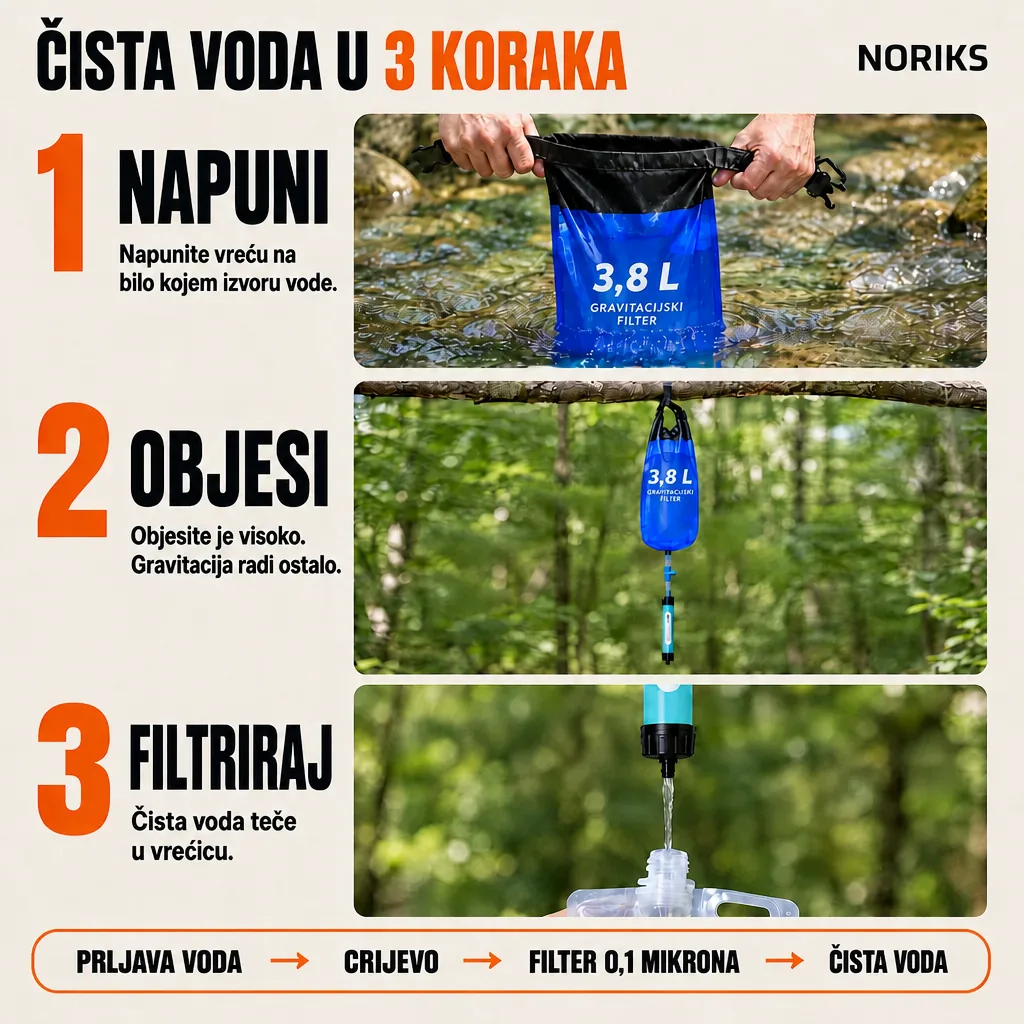 ČISTA VODA U 3 KORAKA
NORIKS
1
NAPUNI
Napunite vreću na
bilo kojem izvoru vode.
3,8 L
GRAVITACIJSKI
FILTER
2
OBJESI
Objesite je visoko.
Gravitacija radi ostalo.
3,8 L
GRAVITACIJSKI
FILTER
3
FILTRIRAJ
Čista voda teče
u vrećicu.
PRLJAVA VODA → CRIJEVO → FILTER 0,1 MIKRONA → ČISTA VODA